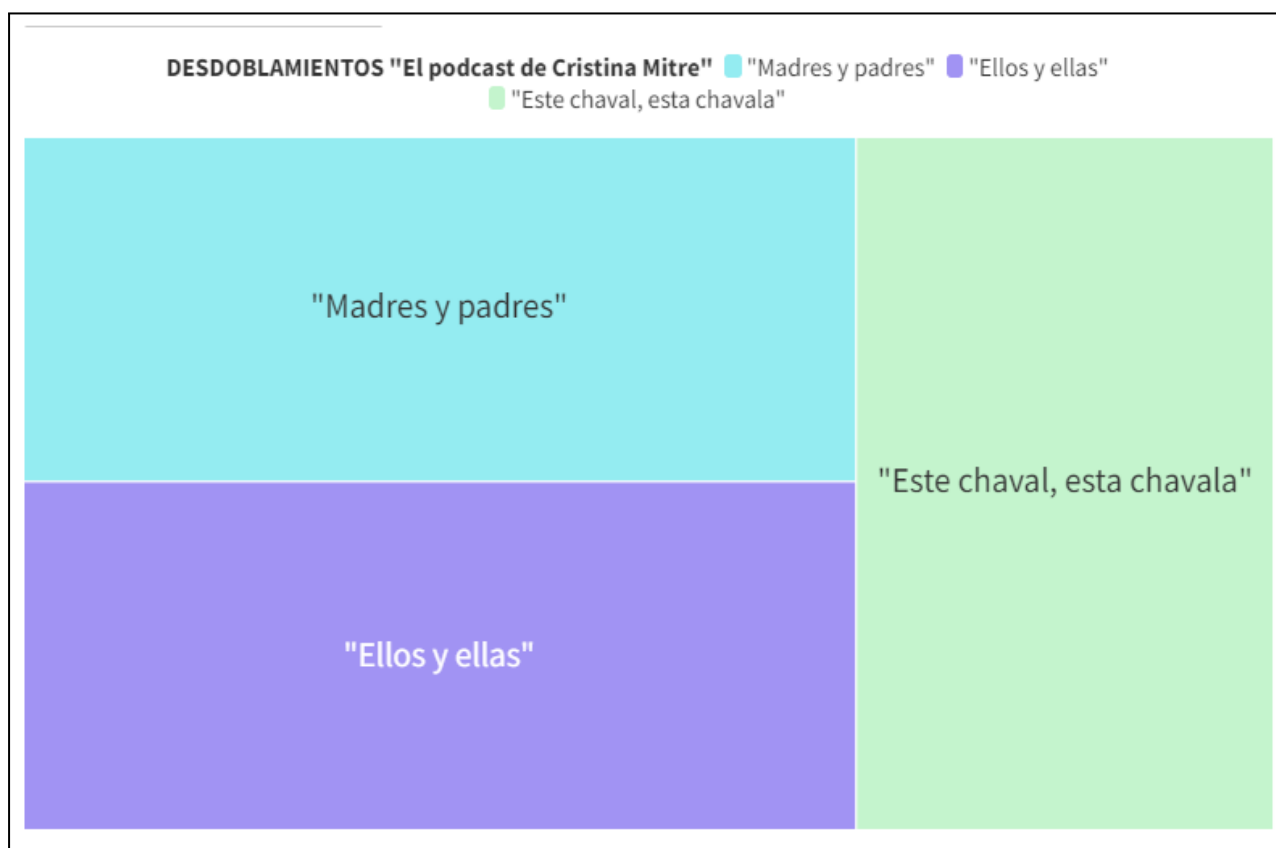 DESDOBLAMIENTOS "El podcast de Cristina Mitre" "Madres y padres" "Ellos y ellas"
"Este chaval, esta chavala"
"Madres y padres"
"Este chaval, esta chavala"
"Ellos y ellas"